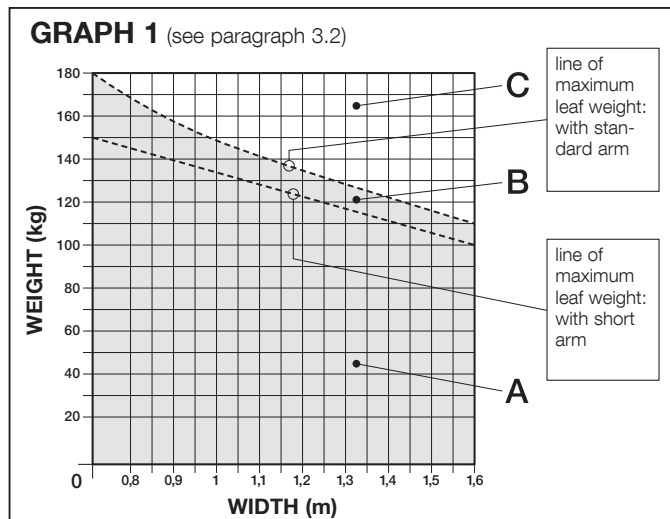 GRAPH 1 (see paragraph 3.2)
180
160
140
120
100
80
60
40
20
0
WEIGHT (kg)
0,8 0,9 1 1,1 1,2 1,3 1,4 1,5 1,6
WIDTH (m)
C
B
A
line of
maximum
leaf weight:
with stan-
dard arm
line of
maximum
leaf weight:
with short
arm